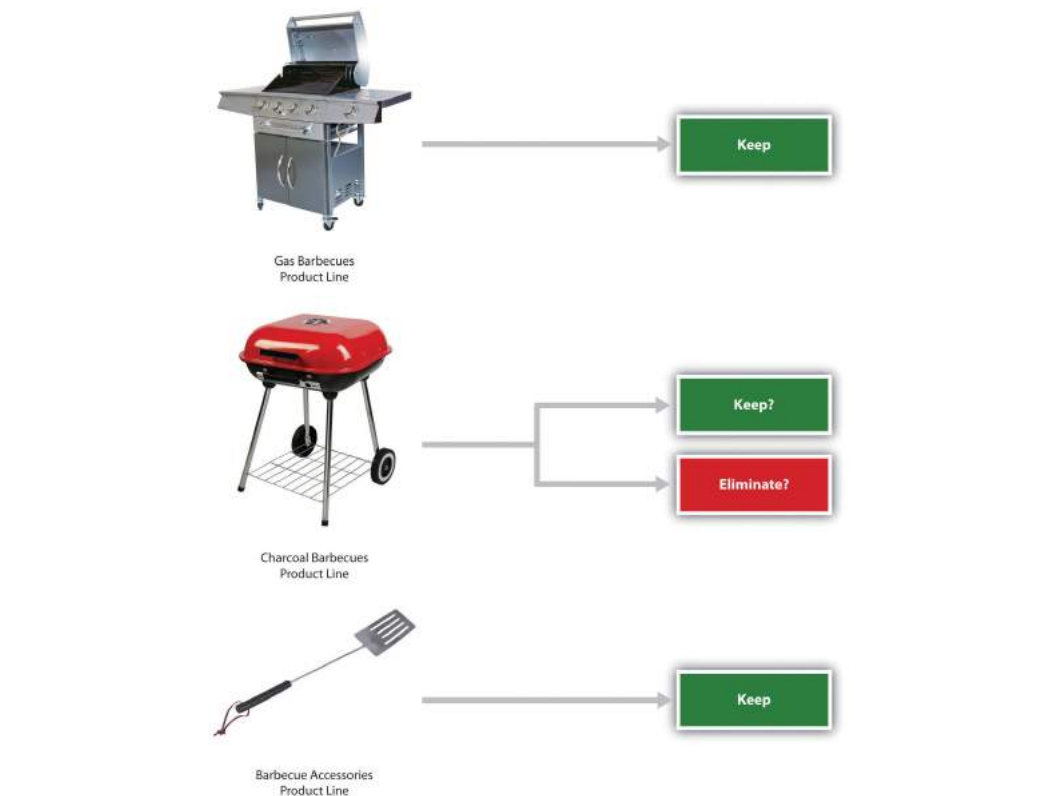 Keep
Gas Barbecues
Product Line
Keep?
Eliminate?
Charcoal Barbecues
Product Line
Keep
Barbecue Accessories
Product Line